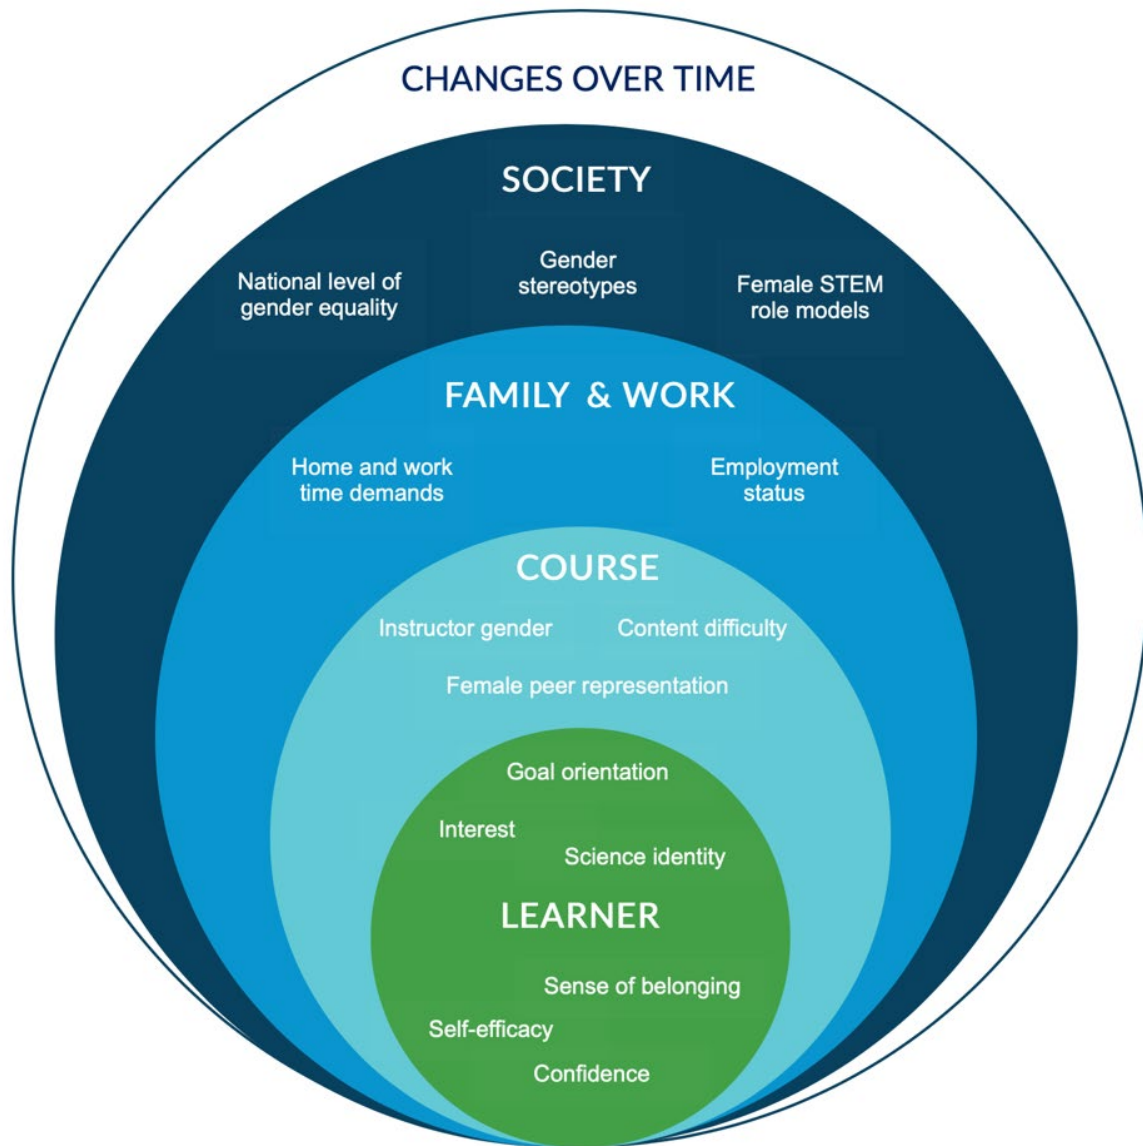 CHANGES OVER TIME
SOCIETY
National level of
gender equality
Gender
stereotypes
Female STEM
role models
FAMILY & WORK
Home and work
time demands
Employment
status
COURSE
Instructor gender
Content difficulty
Female peer representation
Goal orientation
Interest
Science identity
LEARNER
Sense of belonging
Self-efficacy
Confidence